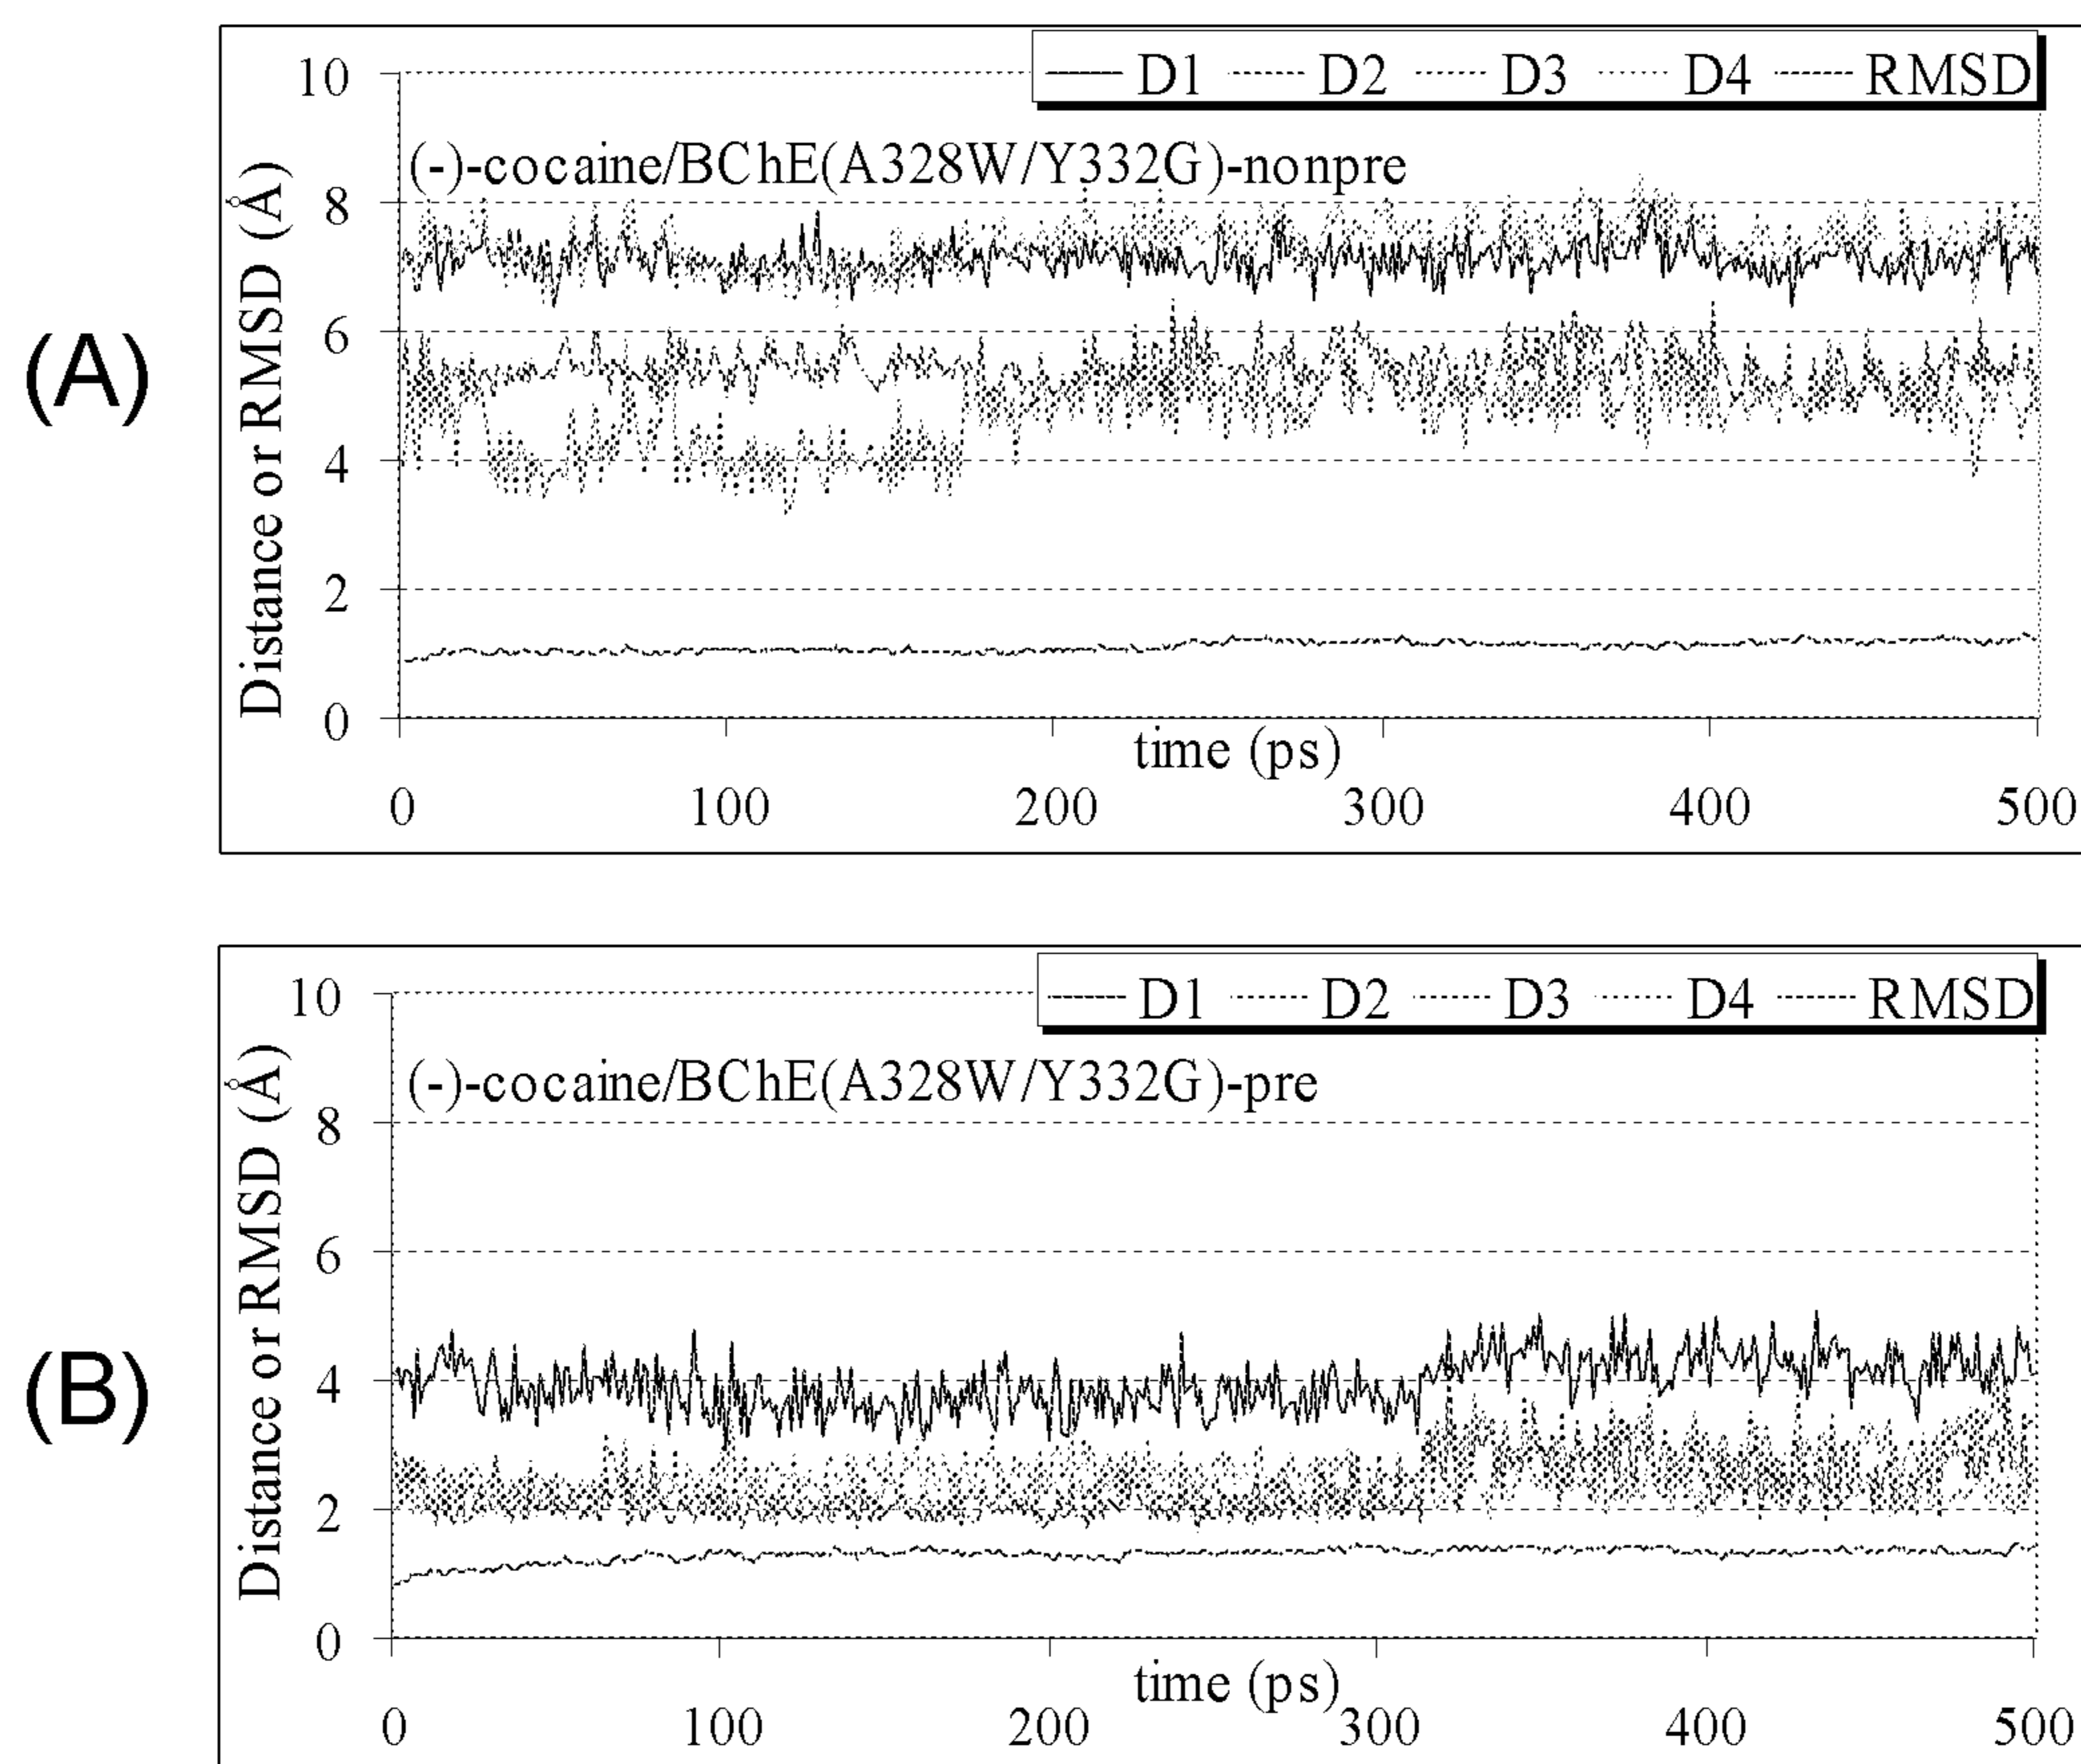 (A)
D1 D2 D3 D4 RMSD
(-)-cocaine/BChE(A328W/Y332G)-nonpre
Distance or RMSD (Å)
10
8
6
4
2
0
time (ps)
0 100 200 300 400 500
(B)
D1 D2 D3 D4 RMSD
(-)-cocaine/BChE(A328W/Y332G)-pre
Distance or RMSD (Å)
10
8
6
4
2
0
time (ps)
0 100 200 300 400 500